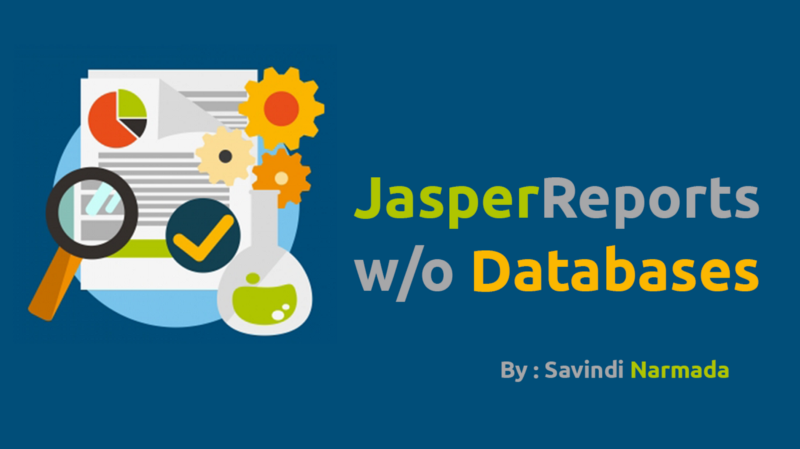 JasperReports
w/o Databases
By : Savindi Narmada